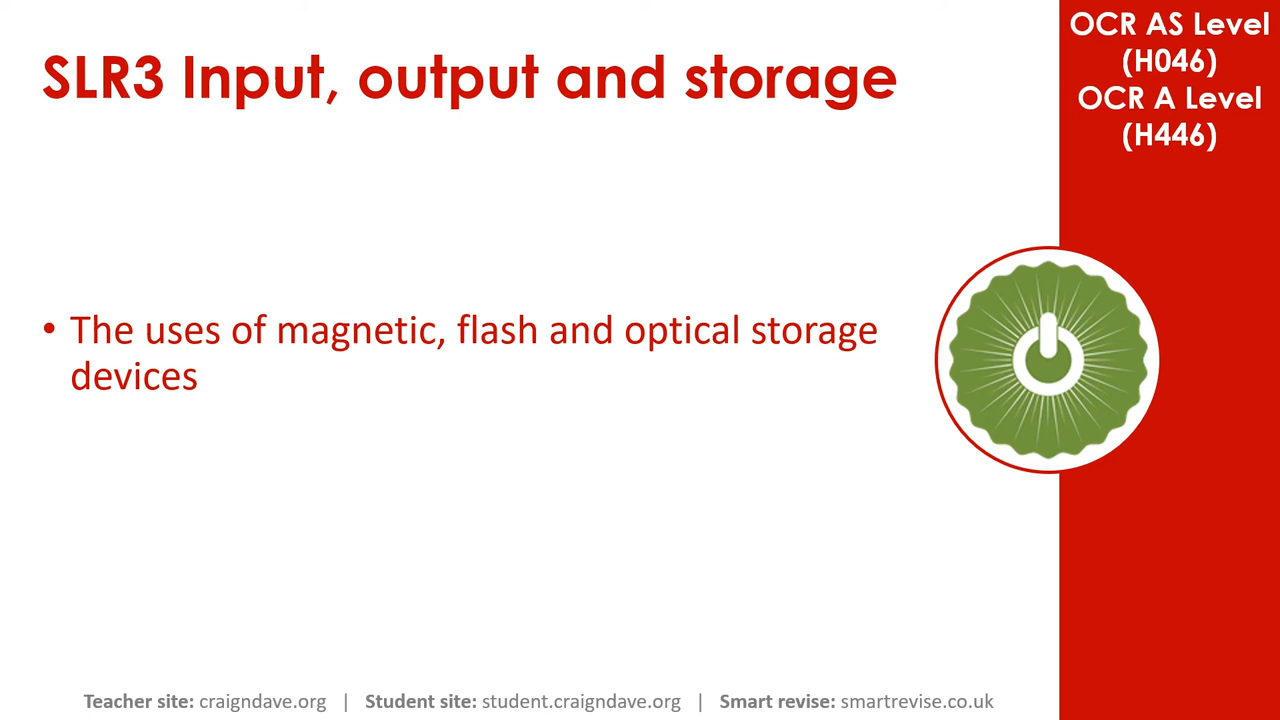 SLR3 Input, output and storage
OCR AS Level
(H046)
OCR A Level
(H446)
• The uses of magnetic, flash and optical storage
devices
Teacher site: craigndave.org | Student site: student.craigndave.org | Smart revise: smartrevise.co.uk